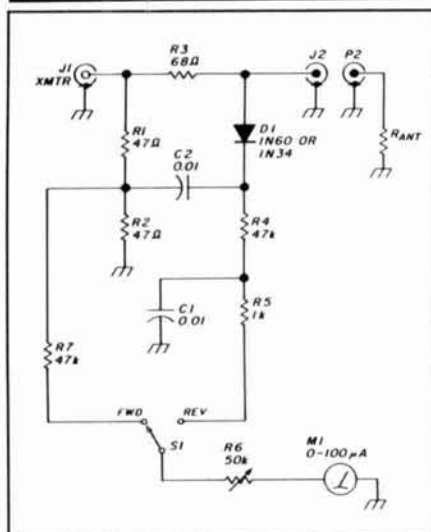 J1
XMTR
R3
68Ω
J2
P2
R1
47Ω
C2
0.01
D1
1N60 OR
1N34
RANT
R2
47Ω
R4
47k
C1
0.01
R5
1k
R7
47k
FWD
REV
S1
R6
50k
M1
0-100μA